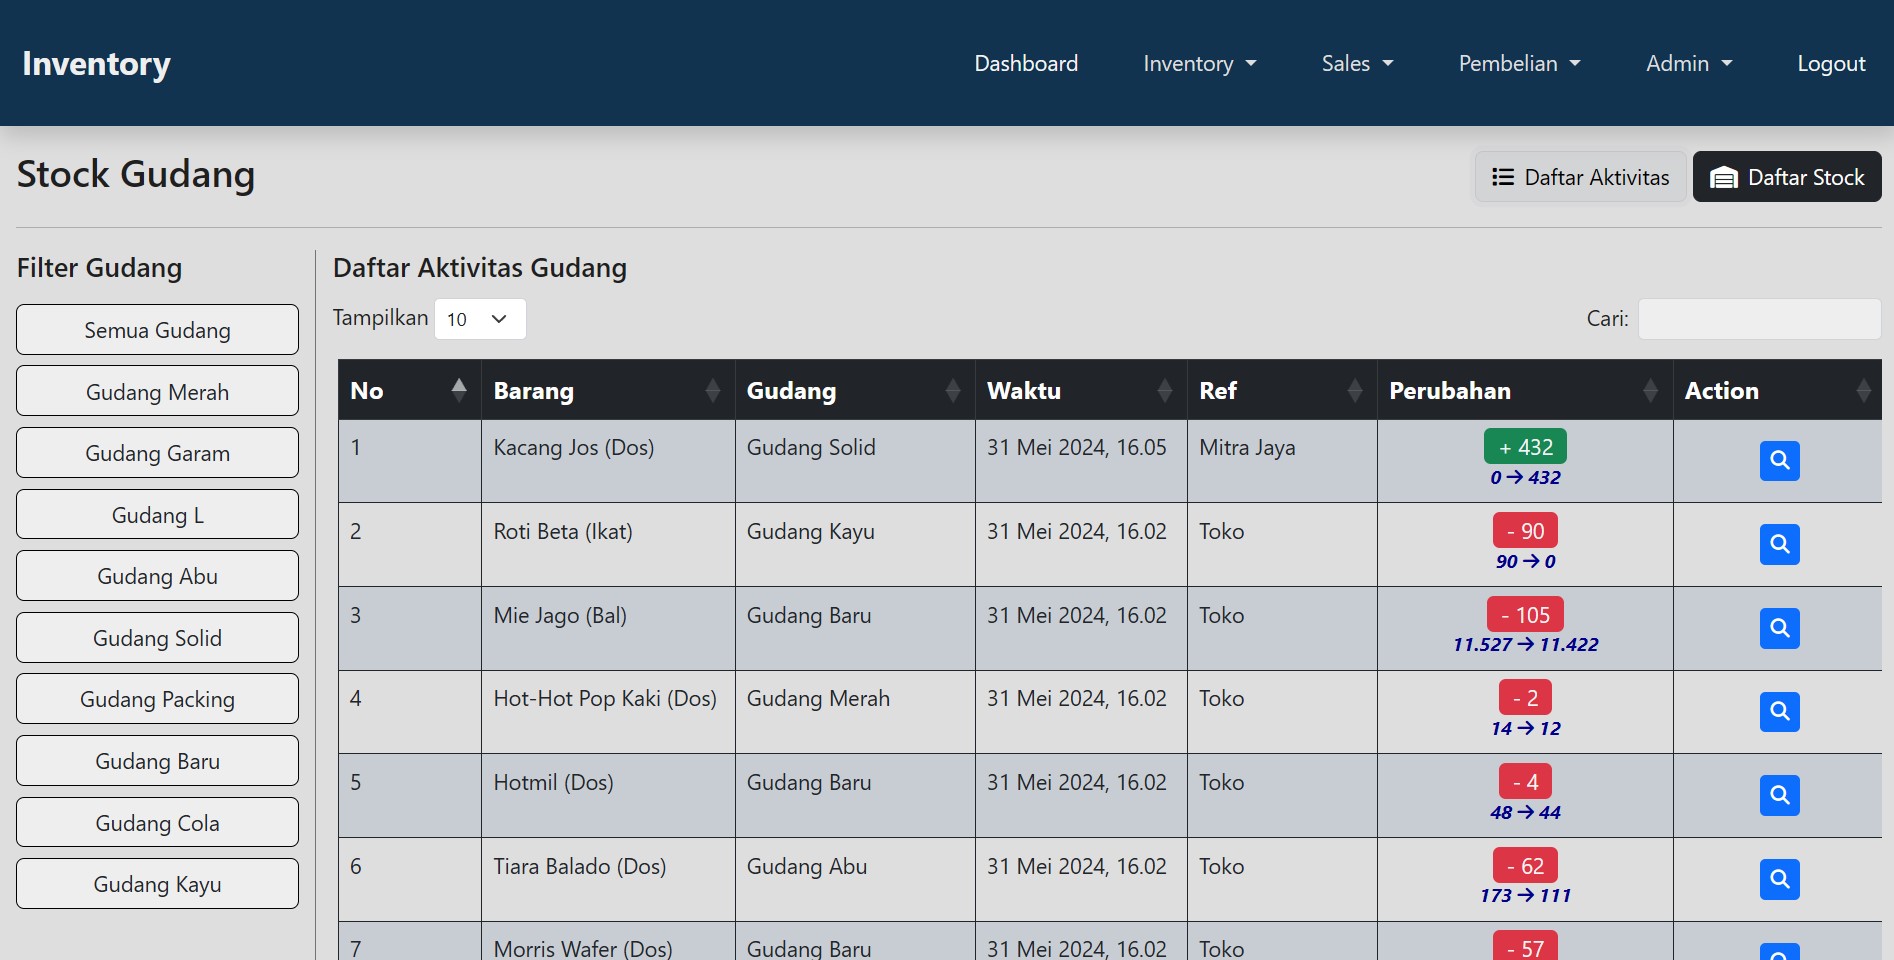 Inventory
Dashboard Inventory Sales Pembelian Admin Logout
Stock Gudang
Daftar Aktivitas Daftar Stock
Filter Gudang
Semua Gudang
Gudang Merah
Gudang Garam
Gudang L
Gudang Abu
Gudang Solid
Gudang Packing
Gudang Baru
Gudang Cola
Gudang Kayu
Daftar Aktivitas Gudang
Tampilkan 10
Cari:
No Barang Gudang Waktu Ref Perubahan Action
1 Kacang Jos (Dos) Gudang Solid 31 Mei 2024, 16.05 Mitra Jaya + 432
0 → 432
2 Roti Beta (Ikat) Gudang Kayu 31 Mei 2024, 16.02 Toko - 90
90 → 0
3 Mie Jago (Bal) Gudang Baru 31 Mei 2024, 16.02 Toko - 105
11.527 → 11.422
4 Hot-Hot Pop Kaki (Dos) Gudang Merah 31 Mei 2024, 16.02 Toko - 2
14 → 12
5 Hotmil (Dos) Gudang Baru 31 Mei 2024, 16.02 Toko - 4
48 → 44
6 Tiara Balado (Dos) Gudang Abu 31 Mei 2024, 16.02 Toko - 62
173 → 111
7 Morris Wafer (Dos) Gudang Baru 31 Mei 2024, 16.02 Toko - 57